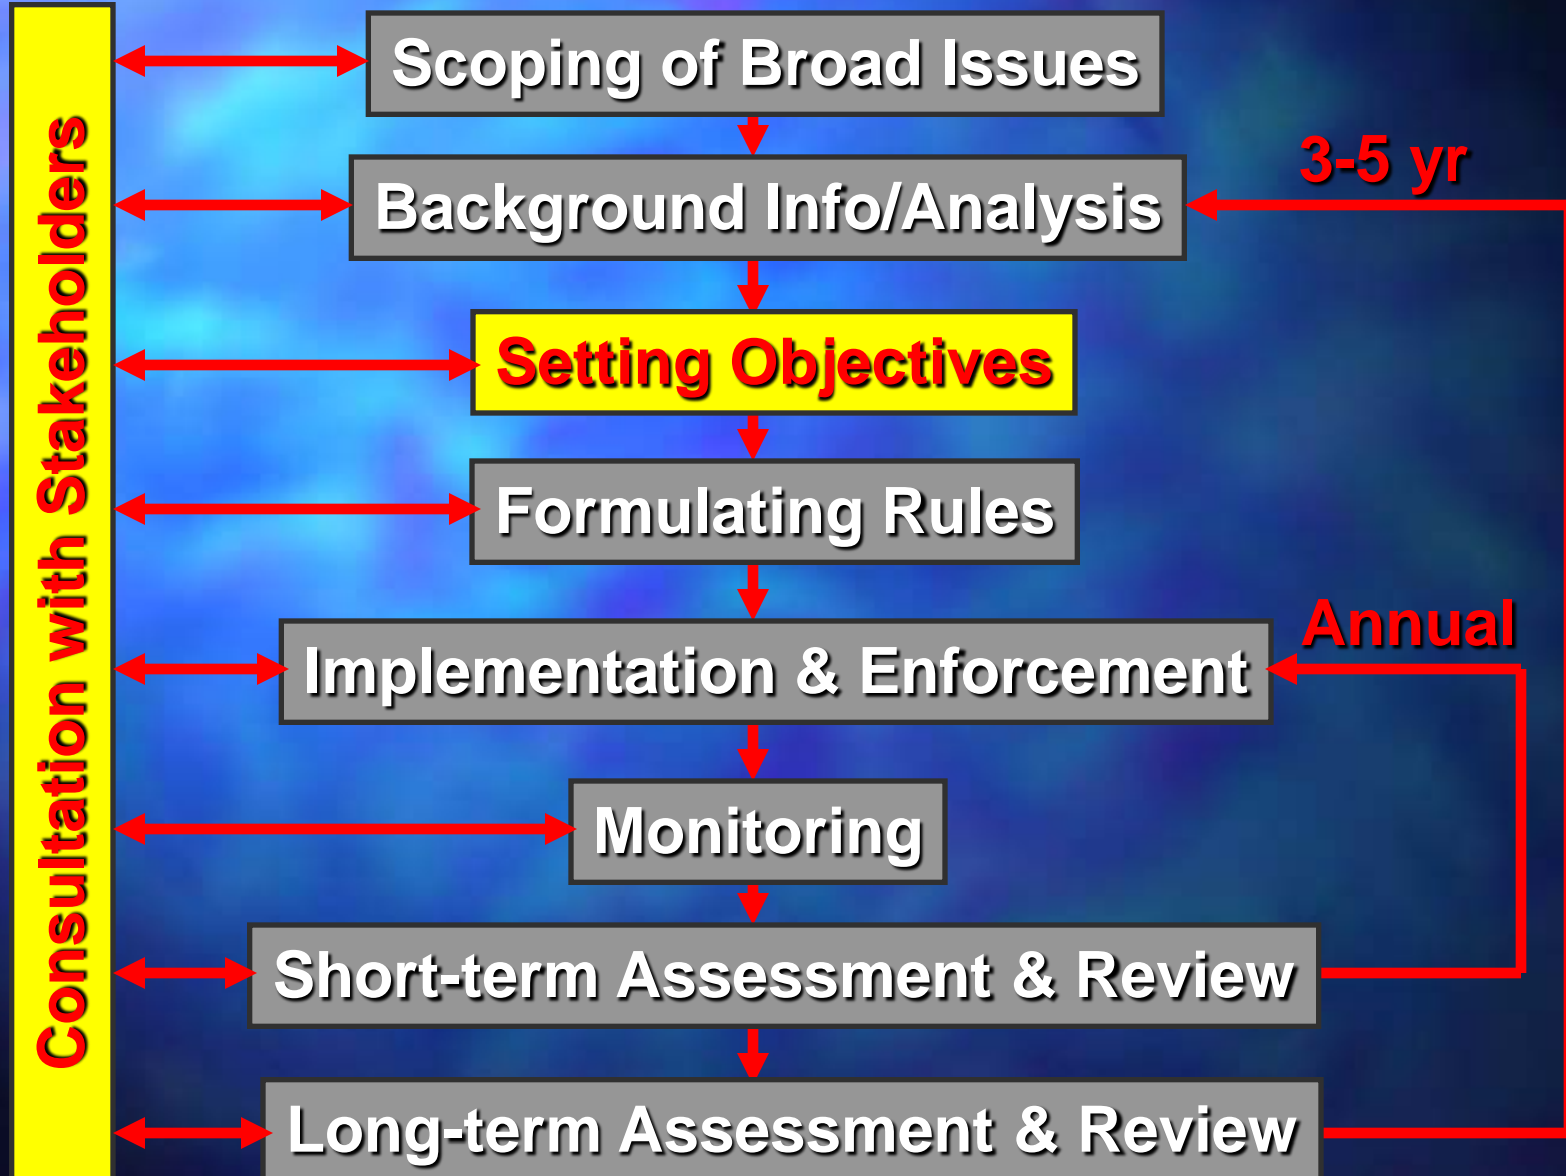 Consultation with Stakeholders
Scoping of Broad Issues
Background Info/Analysis
3-5 yr
Setting Objectives
Formulating Rules
Implementation & Enforcement
Annual
Monitoring
Short-term Assessment & Review
Long-term Assessment & Review